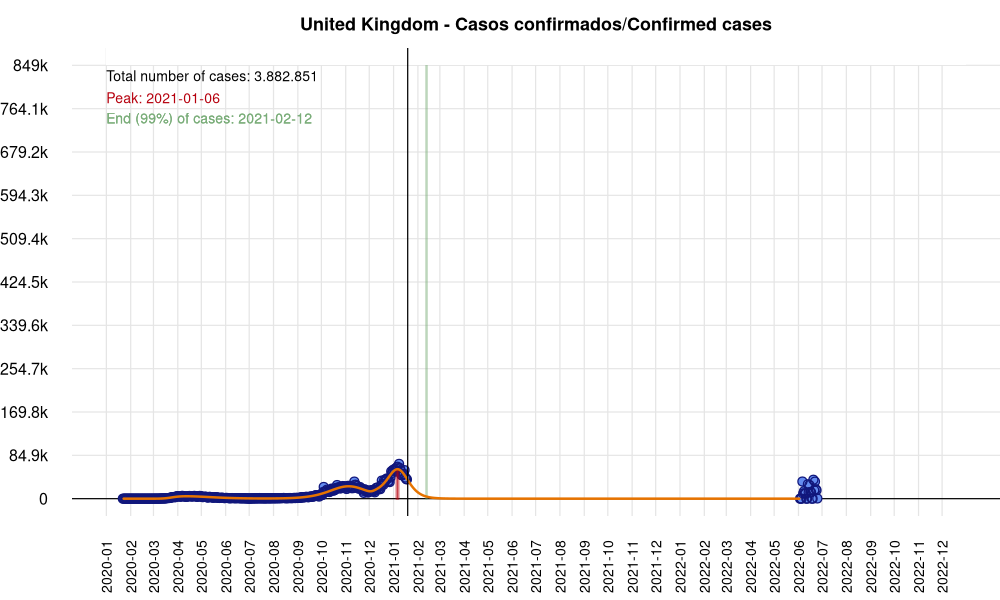 United Kingdom - Casos confirmados/Confirmed cases
849k
Total number of cases: 3.882.851
Peak: 2021-01-06
764.1k
End (99%) of cases: 2021-02-12
679.2k
594.3k
509.4k
424.5k
339.6k
254.7k
169.8k
84.9k
0
2020-01
2020-02
2020-03
2020-04
2020-05
2020-06
2020-07
2020-08
2020-09
2020-10
2020-11
2020-12
2021-01
2021-02
2021-03
2021-04
2021-05
2021-06
2021-07
2021-08
2021-09
2021-10
2021-11
2021-12
2022-01
2022-02
2022-03
2022-04
2022-05
2022-06
2022-07
2022-08
2022-09
2022-10
2022-11
2022-12